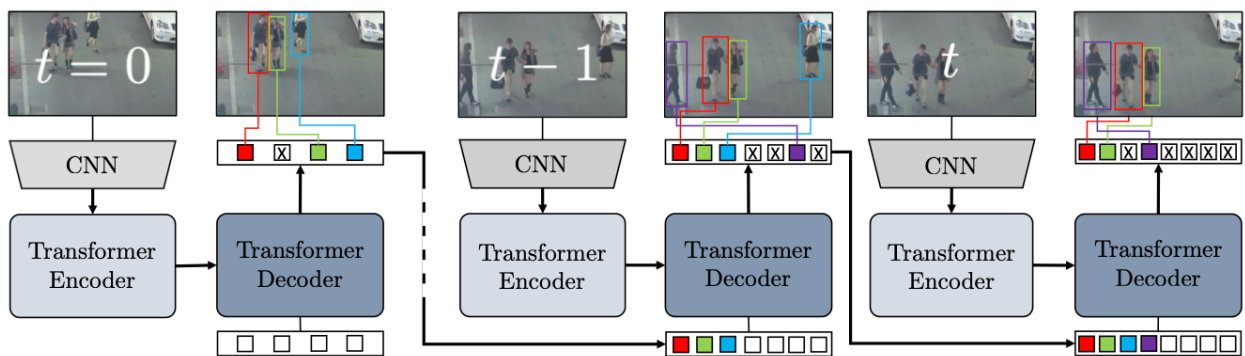 t = 0
t − 1
t
CNN
CNN
CNN
X
X X X
X X X X X
Transformer
Encoder
Transformer
Decoder
Transformer
Encoder
Transformer
Decoder
Transformer
Encoder
Transformer
Decoder